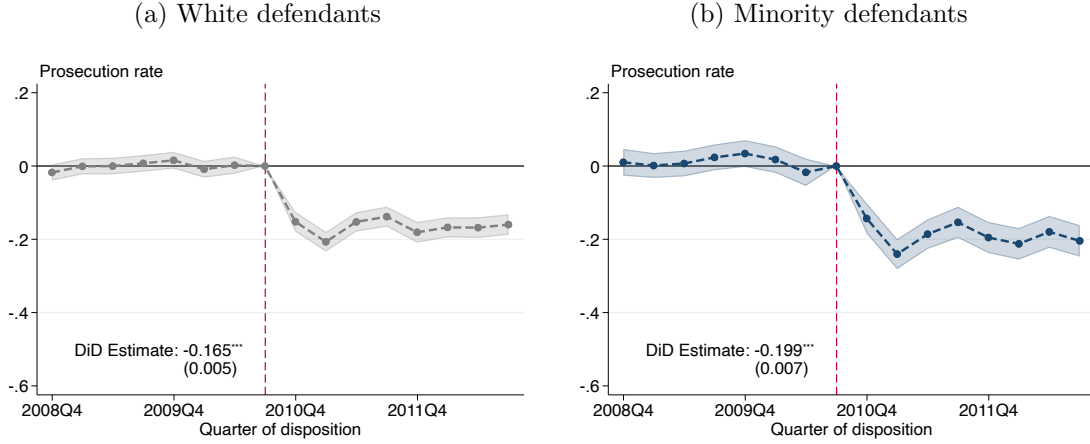 (a) White defendants
Prosecution rate
.2
0
-.2
-.4
-.6
DiD Estimate: -0.165***
(0.005)
2008Q4 2009Q4 2010Q4 2011Q4
Quarter of disposition
(b) Minority defendants
Prosecution rate
.2
0
-.2
-.4
-.6
DiD Estimate: -0.199***
(0.007)
2008Q4 2009Q4 2010Q4 2011Q4
Quarter of disposition